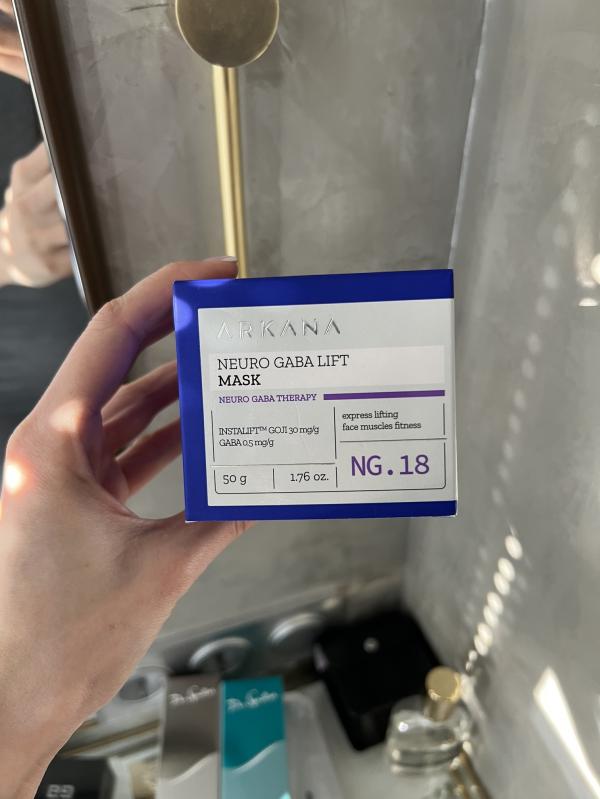 ARKANA
NEURO GABA LIFT
MASK
NEURO GABA THERAPY
INSTALIFT™ GOJI 30 mg/g
GABA 0.5 mg/g
express lifting
face muscles fitness
50 g
1.76 oz.
NG.18